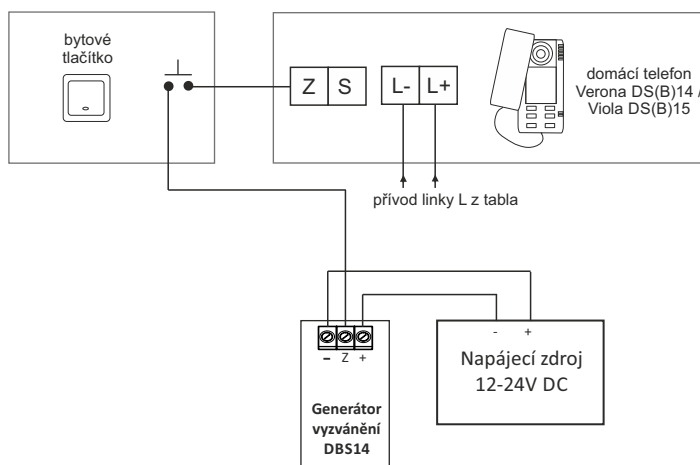 bytové
tlačítko
Z S L- L+
domácí telefon
Verona DS(B)14 /
Viola DS(B)15
přívod linky L z tabla
- +
Napájecí zdroj
12-24V DC
– Z +
Generátor
vyzvánění
DBS14